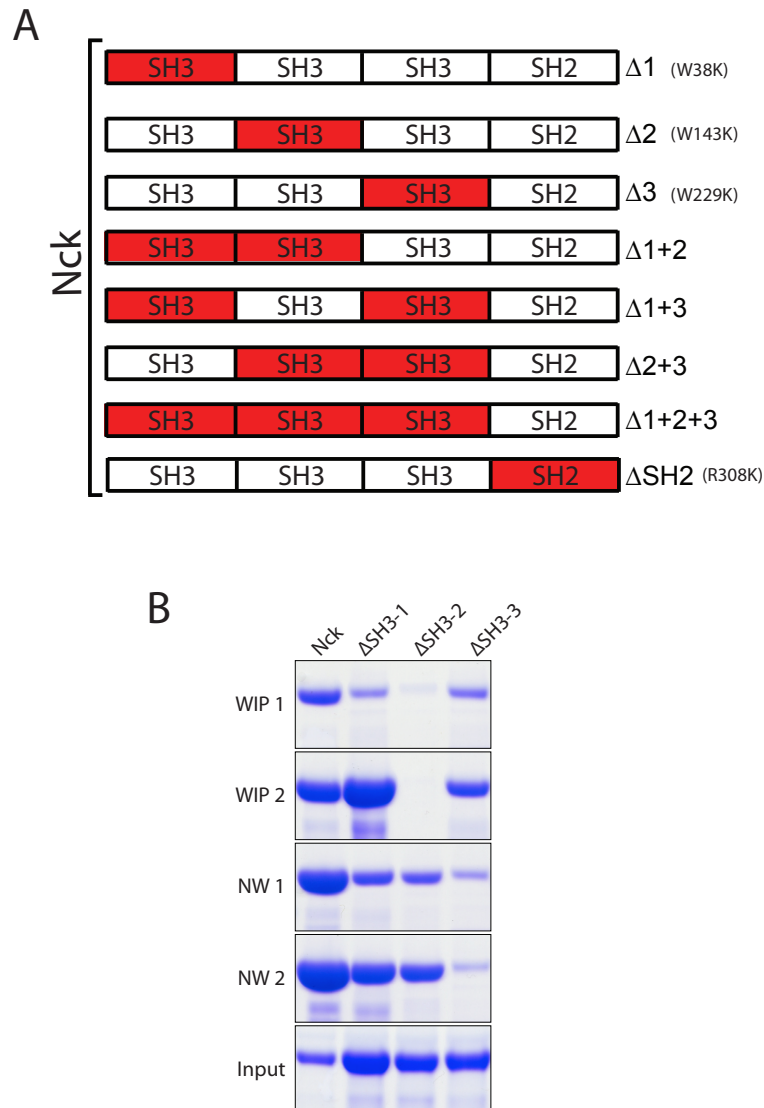 A
Nck
SH3 SH3 SH3 SH2 Δ1 (W38K)
SH3 SH3 SH3 SH2 Δ2 (W143K)
SH3 SH3 SH3 SH2 Δ3 (W229K)
SH3 SH3 SH3 SH2 Δ1+2
SH3 SH3 SH3 SH2 Δ1+3
SH3 SH3 SH3 SH2 Δ2+3
SH3 SH3 SH3 SH2 Δ1+2+3
SH3 SH3 SH3 SH2 ΔSH2 (R308K)
B
Nck ΔSH3-1 ΔSH3-2 ΔSH3-3
WIP 1
WIP 2
NW 1
NW 2
Input